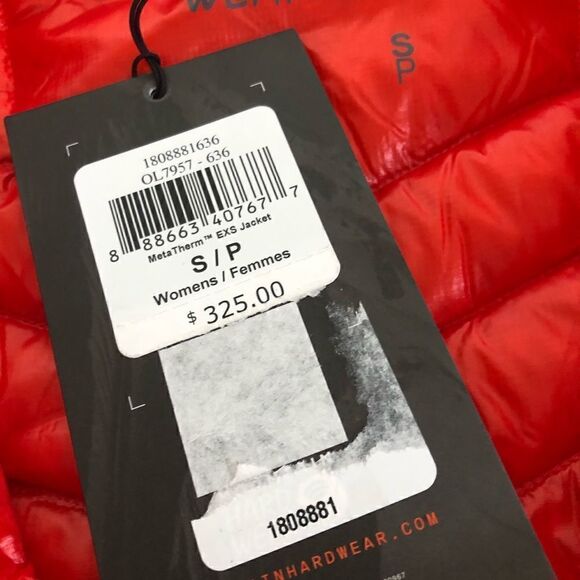 SP
1808881636
OL7957 - 636
8 88663 40767 7
MetaTherm™ EXS Jacket
S / P
Womens / Femmes
$ 325.00
1808881
INHARDWEAR.COM